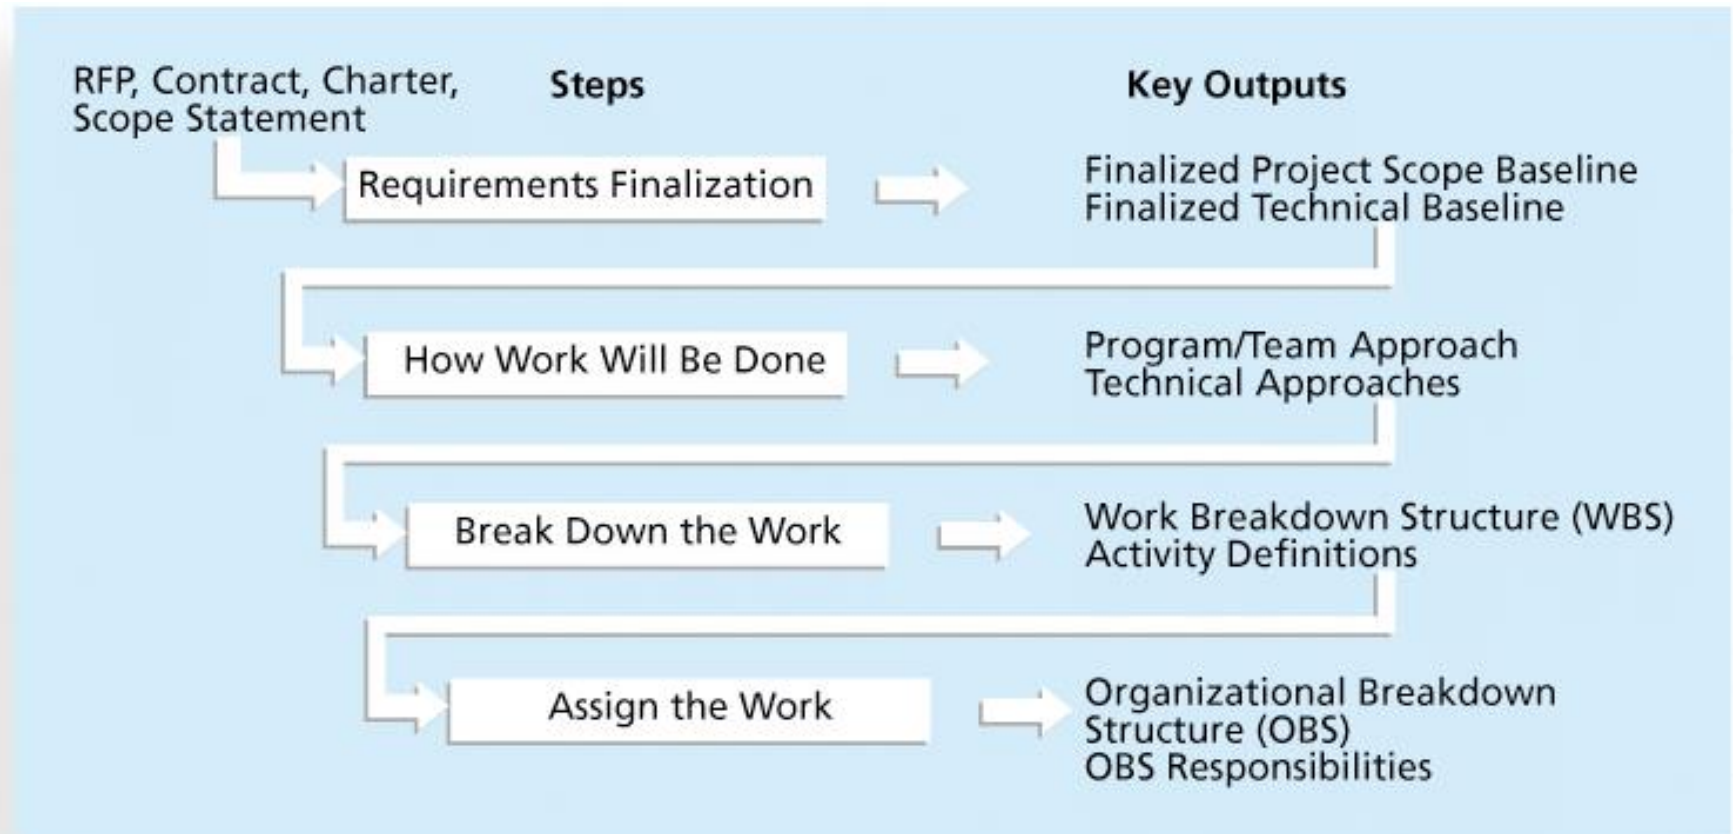 RFP, Contract, Charter,
Scope Statement
Steps
Key Outputs
Requirements Finalization
Finalized Project Scope Baseline
Finalized Technical Baseline
How Work Will Be Done
Program/Team Approach
Technical Approaches
Break Down the Work
Work Breakdown Structure (WBS)
Activity Definitions
Assign the Work
Organizational Breakdown
Structure (OBS)
OBS Responsibilities